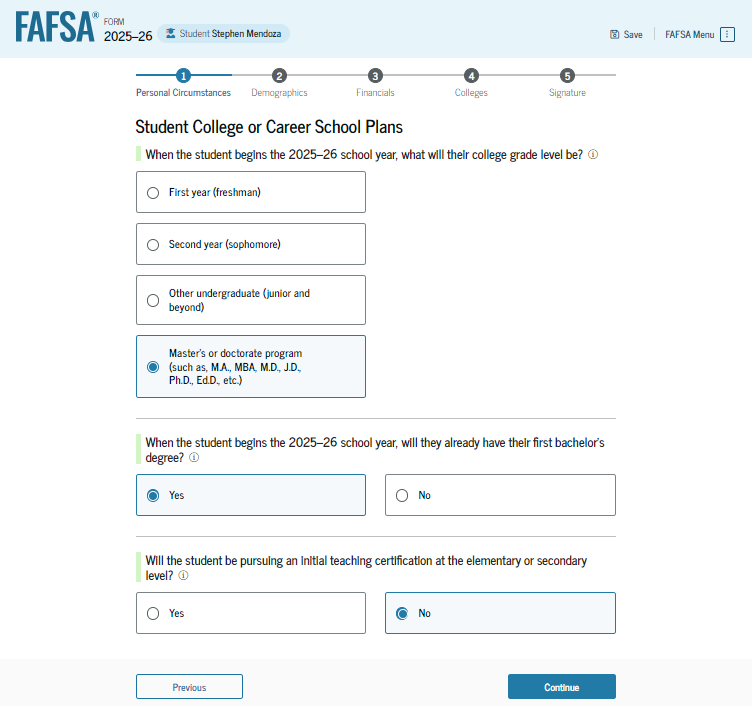 FAFSA® FORM
2025–26
Student Stephen Mendoza
Save
FAFSA Menu
1
2
3
4
5
Personal Circumstances
Demographics
Financials
Colleges
Signature
Student College or Career School Plans
When the student begins the 2025–26 school year, what will their college grade level be?
First year (freshman)
Second year (sophomore)
Other undergraduate (junior and
beyond)
Master's or doctorate program
(such as, M.A., MBA, M.D., J.D.,
Ph.D., Ed.D., etc.)
When the student begins the 2025–26 school year, will they already have their first bachelor's
degree?
Yes
No
Will the student be pursuing an initial teaching certification at the elementary or secondary
level?
Yes
No
Previous
Continue